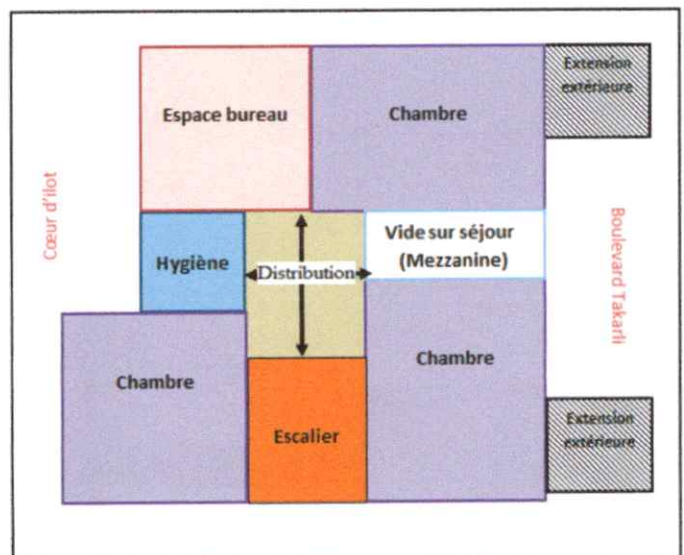 Extension
extérieure
Espace bureau
Chambre
Cœur d'ilot
Boulevard Takarli
Vide sur séjour
(Mezzanine)
Hygiène
Distribution
Chambre
Chambre
Escalier
Extension
extérieure